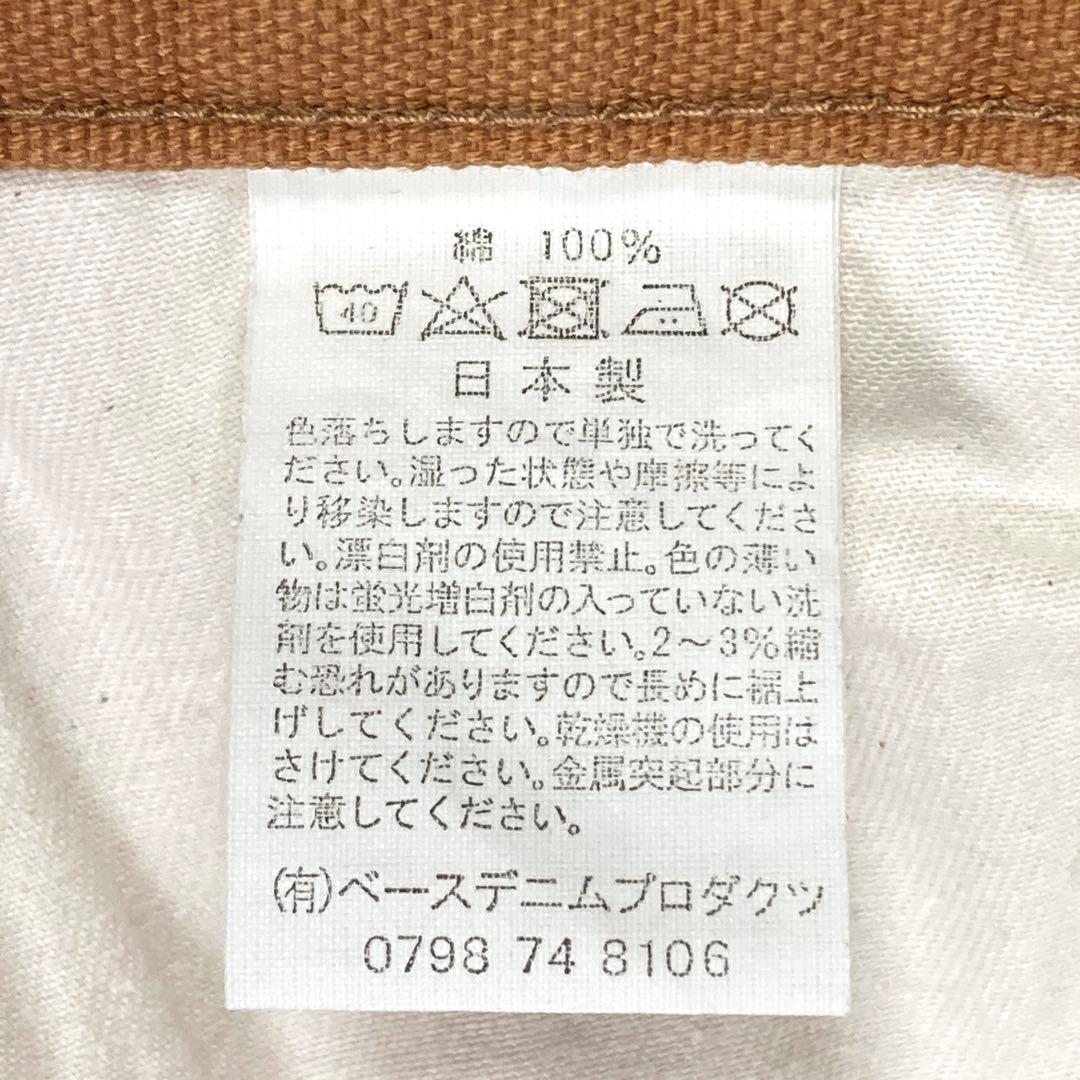 綿 100%
40
日本製
色落ちしますので単独で洗ってく
ださい。湿った状態や摩擦等によ
り移染しますので注意してくださ
い。漂白剤の使用禁止。色の薄い
物は蛍光増白剤の入っていない洗
剤を使用してください。2～3%縮
む恐れがありますので長めに裾上
げしてください。乾燥機の使用は
さけてください。金属突起部分に
注意してください。
(有)ベースデニムプロダクツ
0798 74 8106